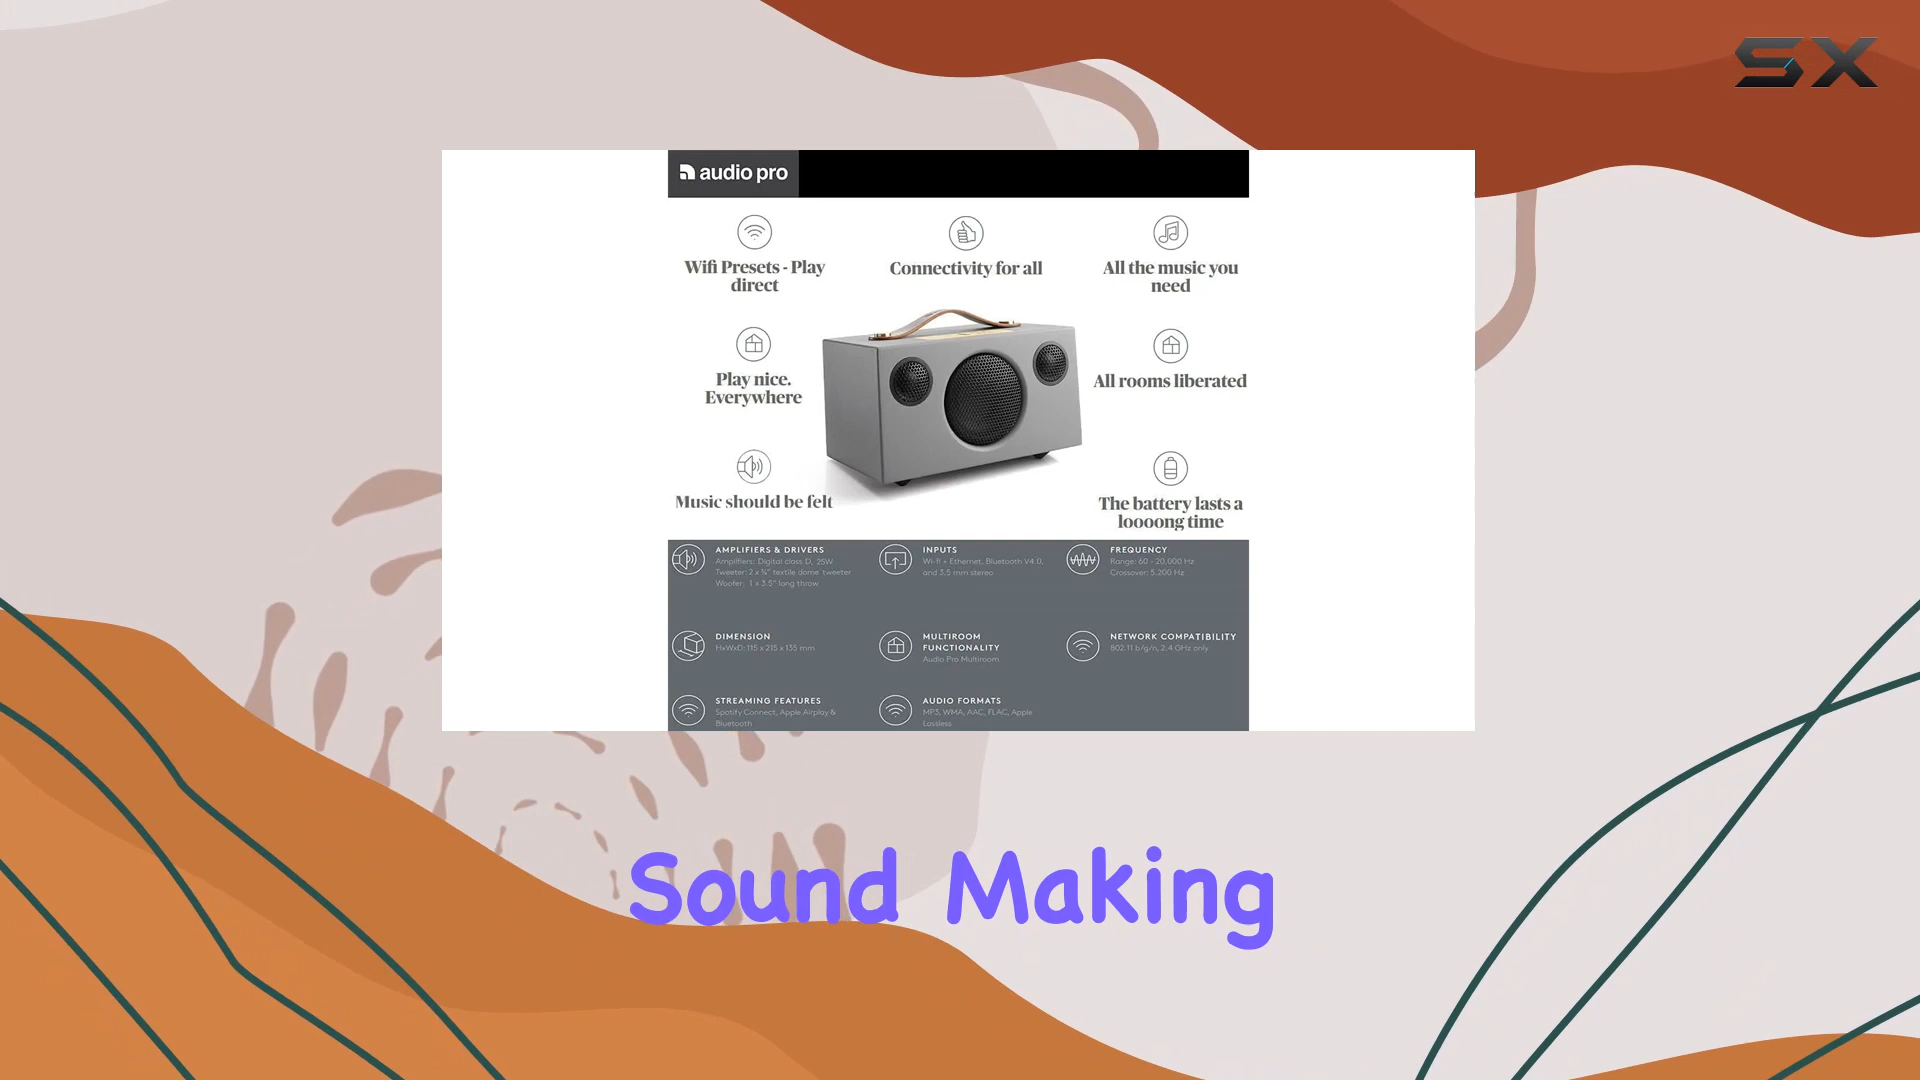 SX
audio pro
Wifi Presets - Play
direct
Connectivity for all
All the music you
need
Play nice.
Everywhere
All rooms liberated
Music should be felt
The battery lasts a
loooong time
AMPLIFIERS & DRIVERS
Amplifiers: Digital class D, 25W
Tweeter: 2 x ¾" textile dome tweeter
Woofer: 1 x 3.5" long throw
INPUTS
Wi-fi + Ethernet, Bluetooth V4.0,
and 3.5 mm stereo
FREQUENCY
Range: 60 - 20,000 Hz
Crossover: 5.200 Hz
DIMENSION
HxWxD: 115 x 215 x 135 mm
MULTIROOM
FUNCTIONALITY
Audio Pro Multiroom
NETWORK COMPATIBILITY
802.11 b/g/n, 2.4 GHz only
STREAMING FEATURES
Spotify Connect, Apple Airplay &
Bluetooth
AUDIO FORMATS
MP3, WMA, AAC, FLAC, Apple
Lossless
Sound Making